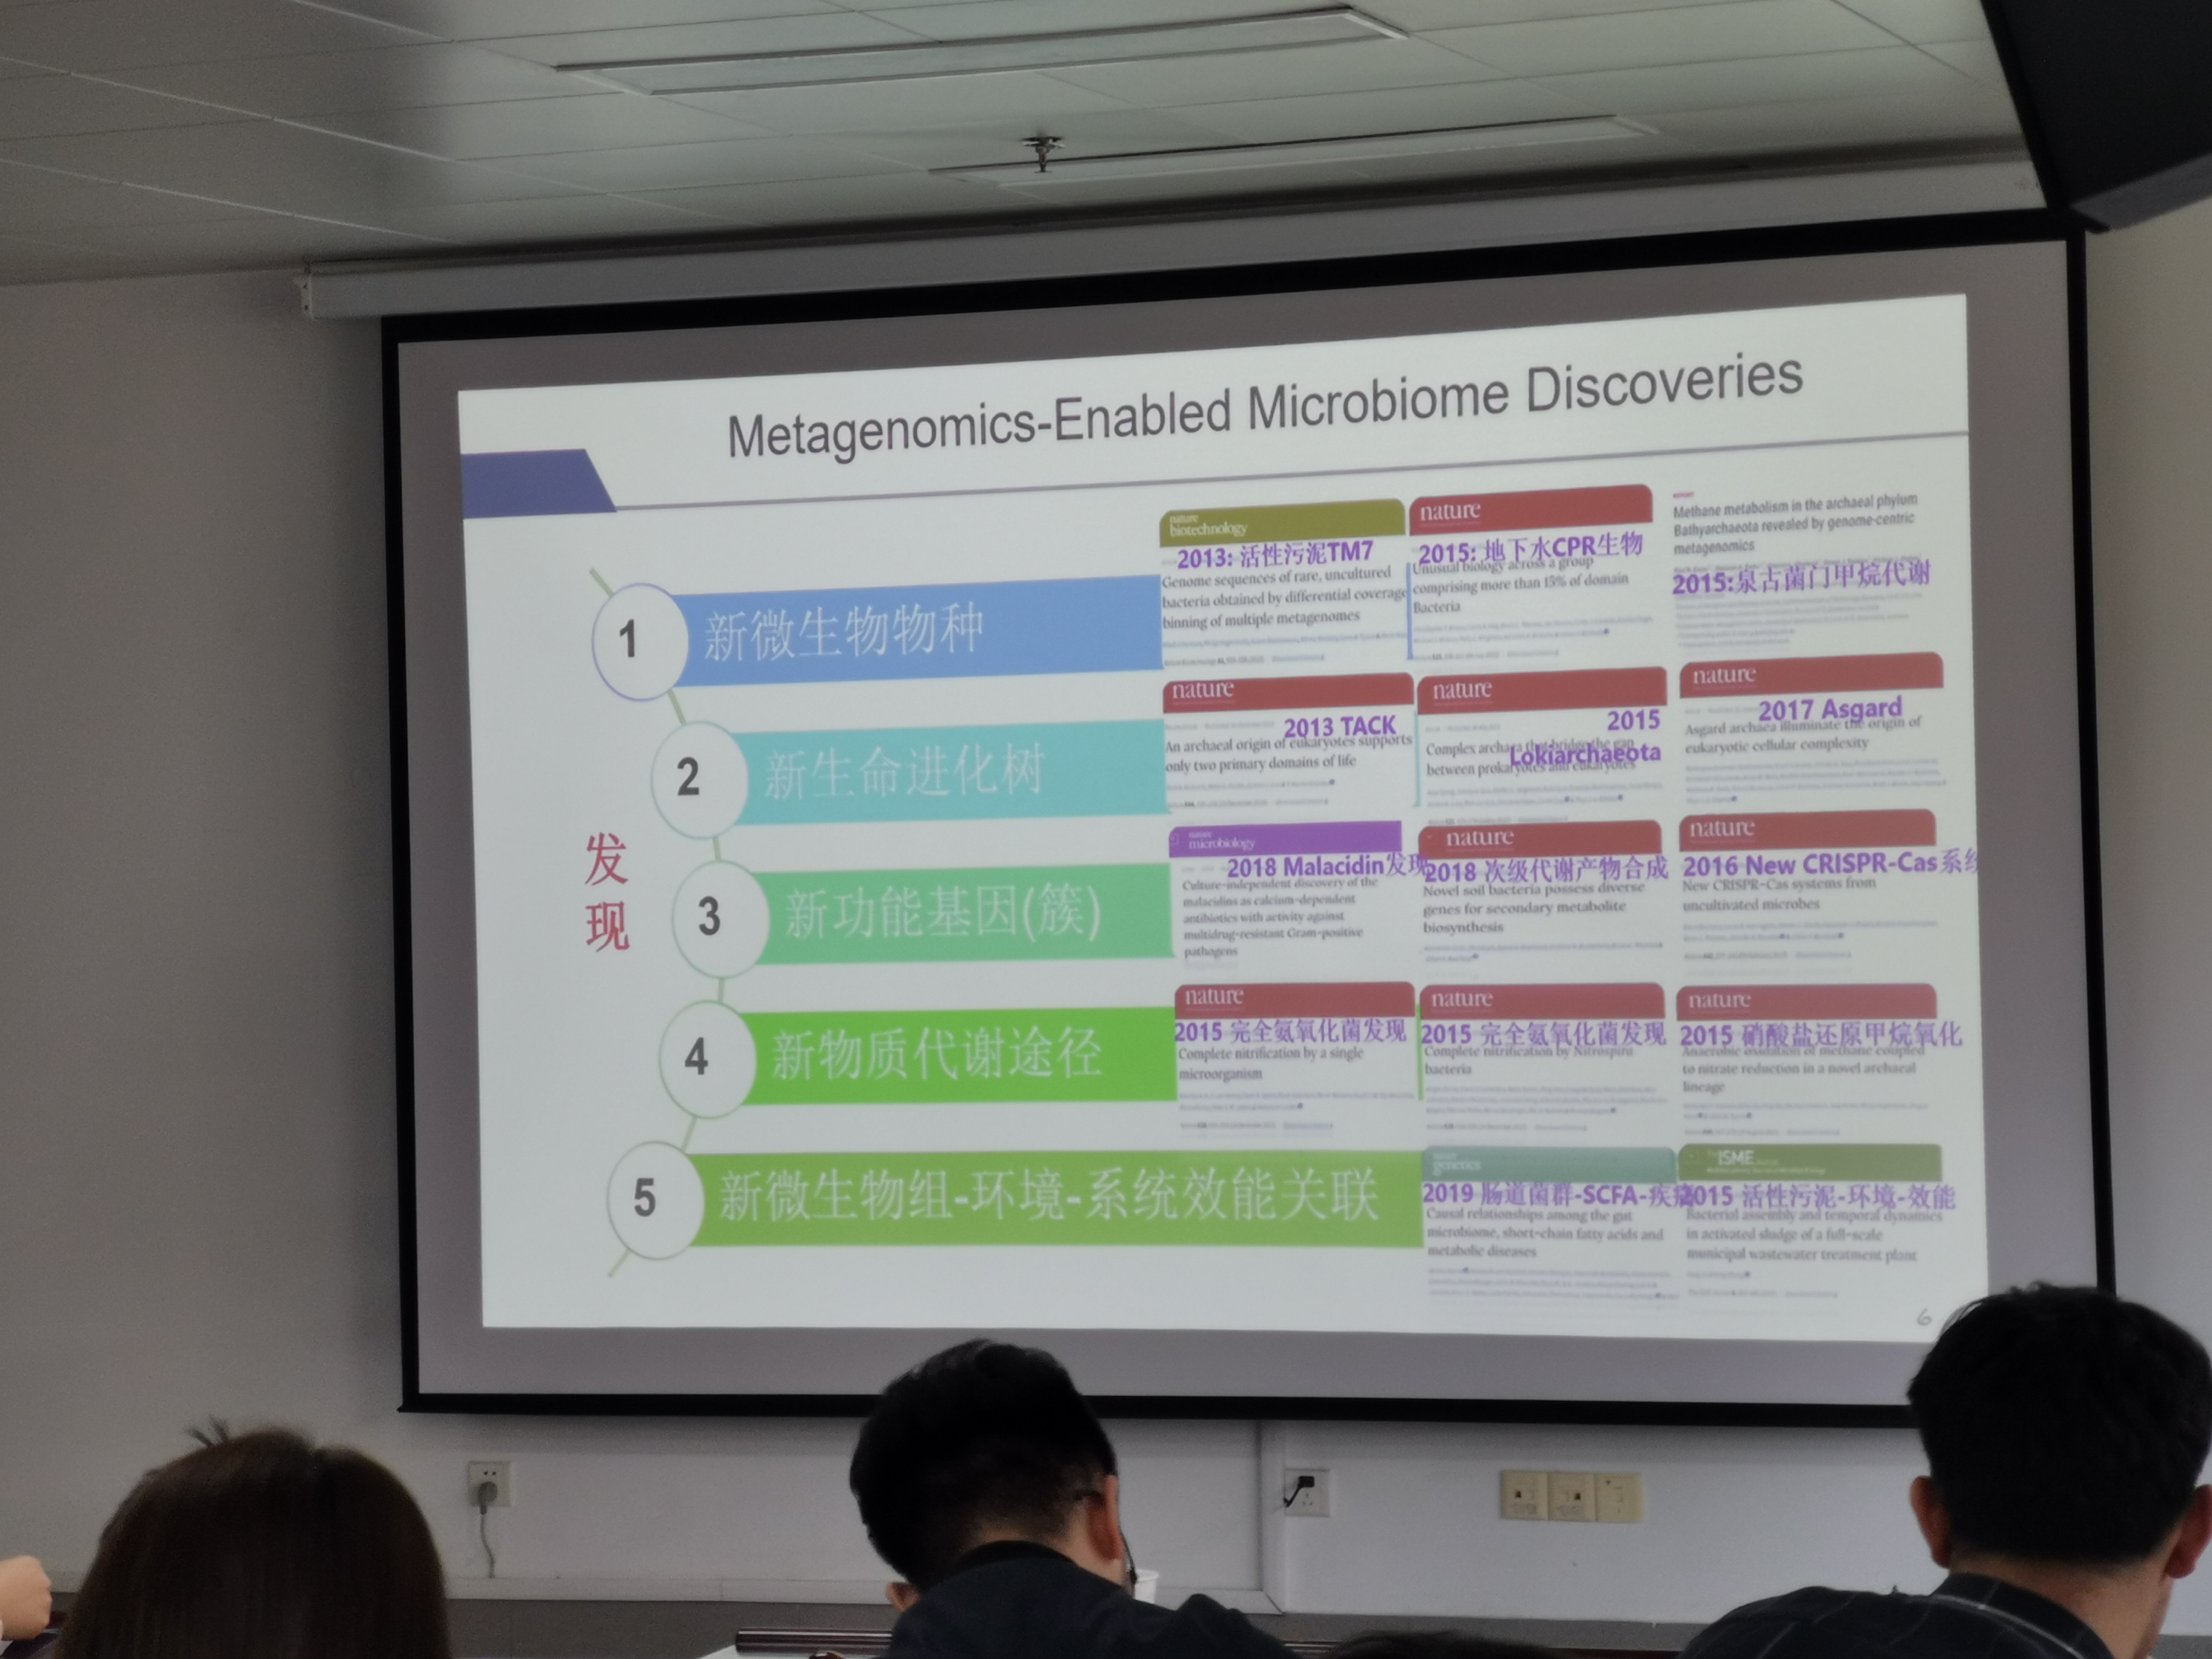 Metagenomics-Enabled Microbiome Discoveries
发现
1
新微生物物种
nature
biotechnology
2013: 活性污泥TM7
Genome sequences of rare, uncultured
bacteria obtained by differential coverage
binning of multiple metagenomes
nature
2015: 地下水CPR生物
Unusual biology across a group
comprising more than 15% of domain
Bacteria
Methane metabolism in the archaeal phylum
Bathyarchaeota revealed by genome-centric
metagenomics
2015:泉古菌门甲烷代谢
2
新生命进化树
nature
2013 TACK
An archaeal origin of eukaryotes supports
only two primary domains of life
nature
2015
Lokiarchaeota
Complex archaea that bridge the gap
between prokaryotes and eukaryotes
nature
2017 Asgard
Asgard archaea illuminate the origin of
eukaryotic cellular complexity
3
新功能基因(簇)
nature
microbiology
2018 Malacidin发现
Culture-independent discovery of the
malacidins as calcium-dependent
antibiotics with activity against
multidrug-resistant Gram-positive
pathogens
nature
2018 次级代谢产物合成
Novel soil bacteria possess diverse
genes for secondary metabolite
biosynthesis
nature
2016 New CRISPR-Cas系统
New CRISPR-Cas systems from
uncultivated microbes
4
新物质代谢途径
nature
2015 完全氨氧化菌发现
Complete nitrification by a single
microorganism
nature
2015 完全氨氧化菌发现
Complete nitrification by Nitrospira
bacteria
nature
2015 硝酸盐还原甲烷氧化
Anaerobic oxidation of methane coupled
to nitrate reduction in a novel archaeal
lineage
5
新微生物组-环境-系统效能关联
genetics
2019 肠道菌群-SCFA-疾病
Causal relationships among the gut
microbiome, short-chain fatty acids and
metabolic diseases
ISME
2015 活性污泥-环境-效能
Bacterial assembly and temporal dynamics
in activated sludge of a full-scale
municipal wastewater treatment plant
6